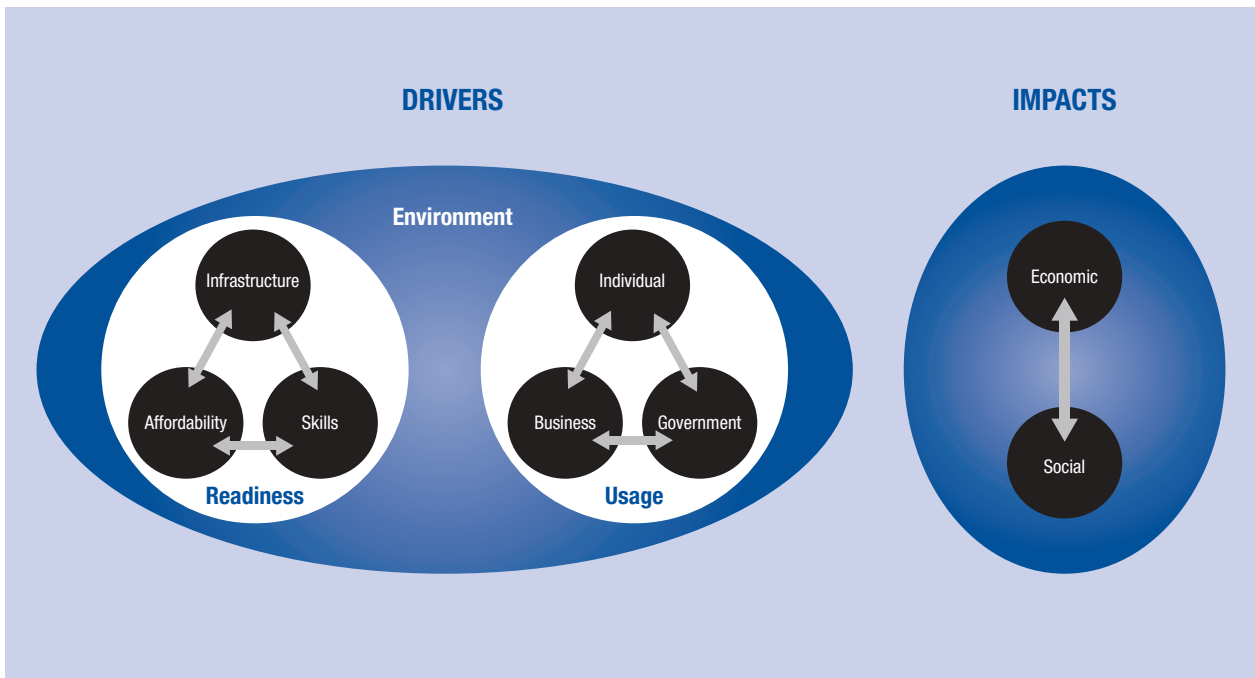 DRIVERS
IMPACTS
Environment
Infrastructure
Affordability
Skills
Readiness
Individual
Business
Government
Usage
Economic
Social